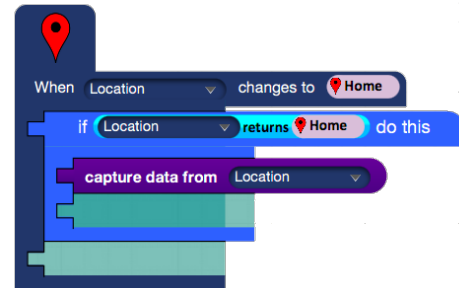 When Location changes to Home
if Location returns Home do this
capture data from Location